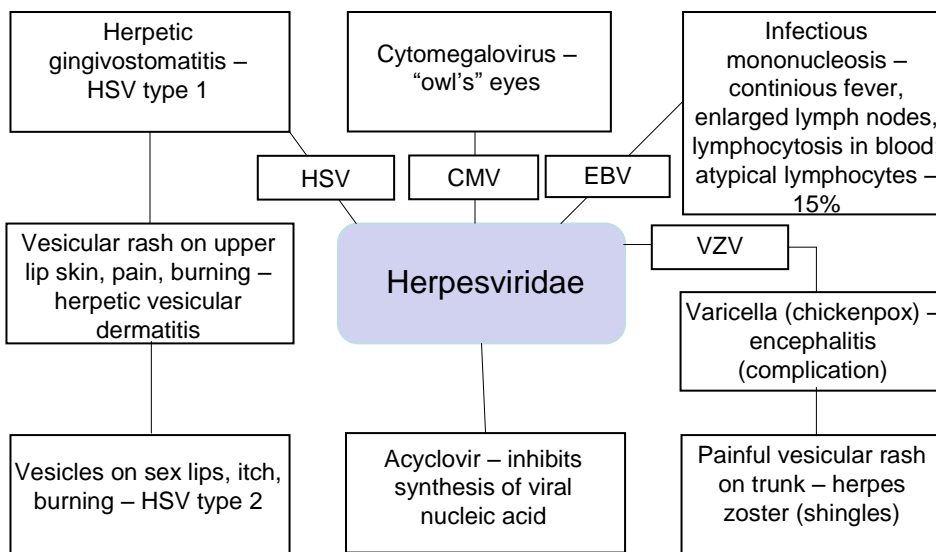 Herpetic
gingivostomatitis –
HSV type 1
Cytomegalovirus –
“owl’s” eyes
Infectious
mononucleosis –
continious fever,
enlarged lymph nodes,
lymphocytosis in blood
atypical lymphocytes –
15%
HSV
CMV
EBV
VZV
Vesicular rash on upper
lip skin, pain, burning –
herpetic vesicular
dermatitis
Herpesviridae
Varicella (chickenpox) –
encephalitis
(complication)
Vesicles on sex lips, itch,
burning – HSV type 2
Acyclovir – inhibits
synthesis of viral
nucleic acid
Painful vesicular rash
on trunk – herpes
zoster (shingles)